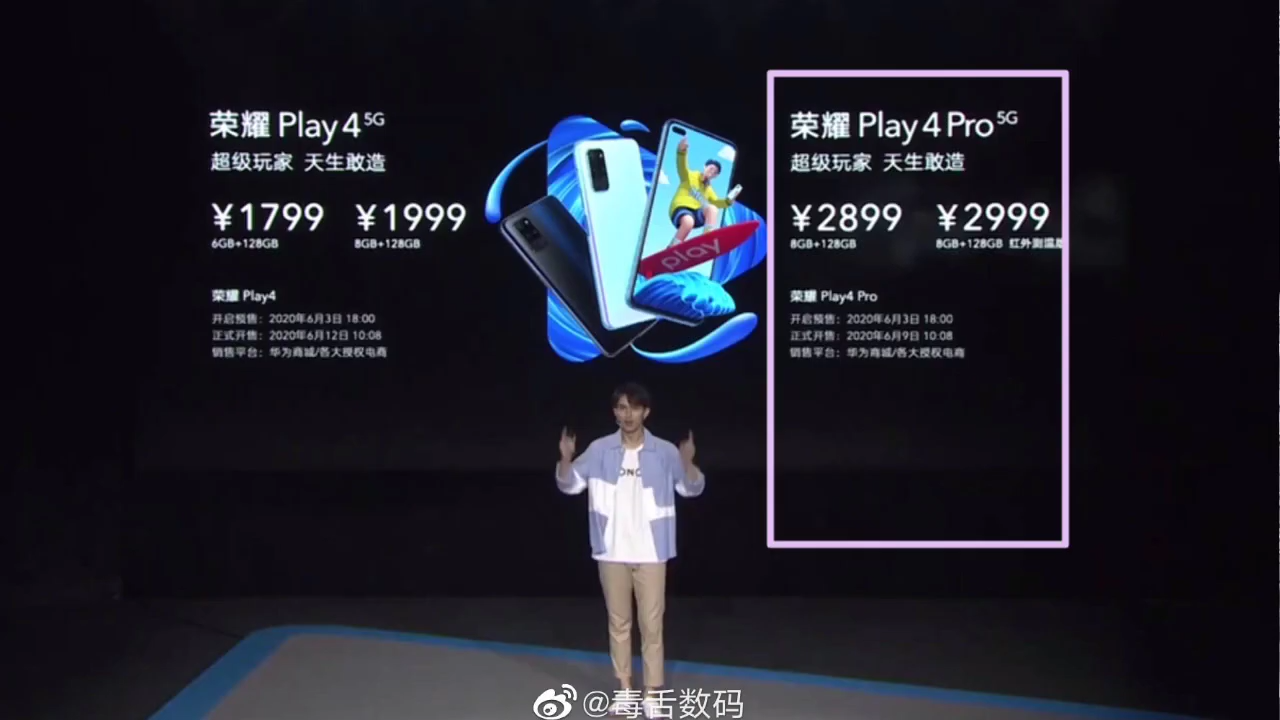 荣耀 Play4 5G
超级玩家 天生敢造
¥1799 ¥1999
6GB+128GB 8GB+128GB
荣耀 Play4
开启预售：2020年6月3日 18:00
正式开售：2020年6月12日 10:08
销售平台：华为商城/各大授权电商
play
荣耀 Play4 Pro 5G
超级玩家 天生敢造
¥2899 ¥2999
8GB+128GB 8GB+128GB 红外测温版
荣耀 Play4 Pro
开启预售：2020年6月3日 18:00
正式开售：2020年6月9日 10:08
销售平台：华为商城/各大授权电商
@毒舌数码